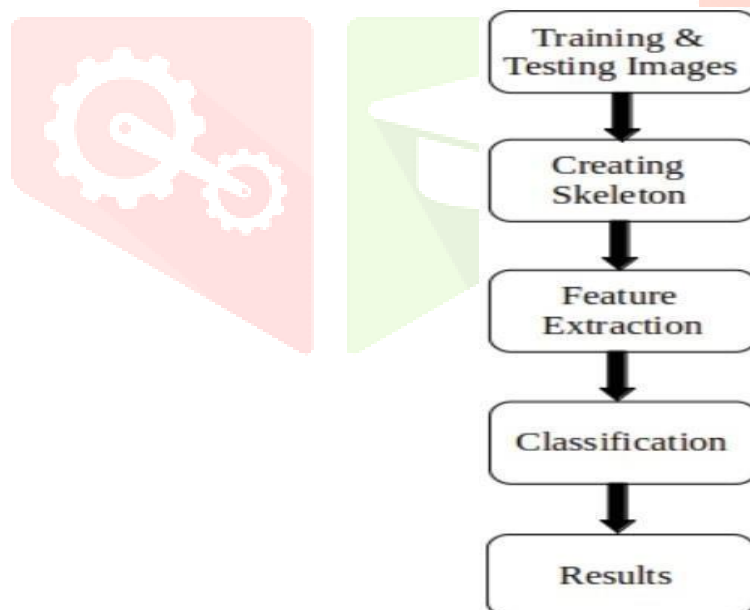 Training &
Testing Images
Creating
Skeleton
Feature
Extraction
Classification
Results